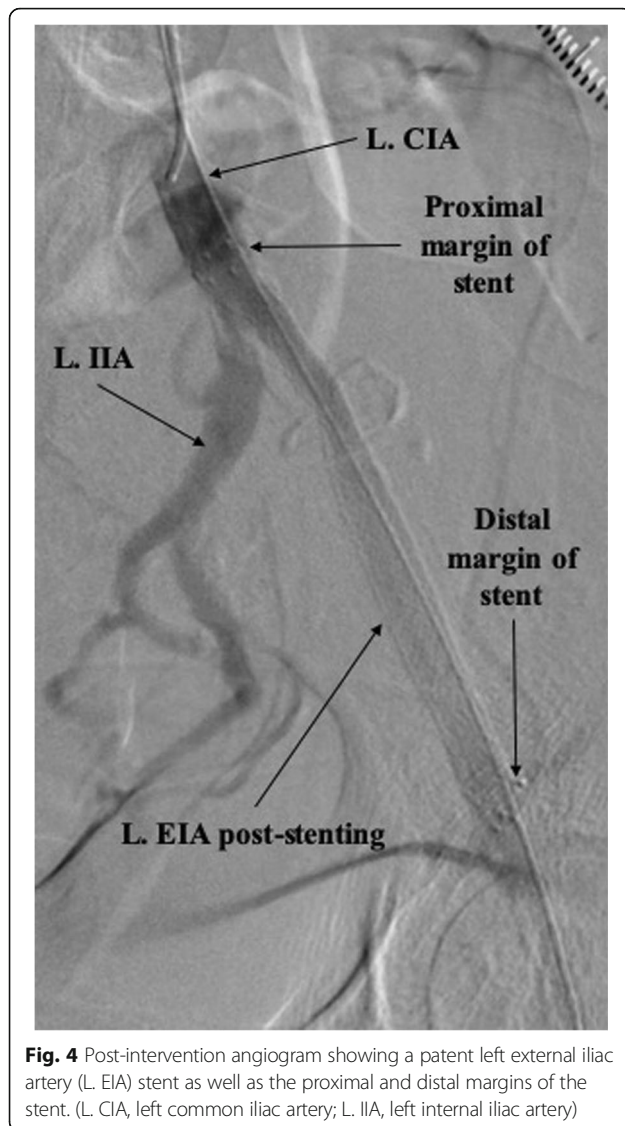 L. CIA
Proximal
margin of
stent
L. IIA
Distal
margin of
stent
L. EIA post-stenting
Fig. 4 Post-intervention angiogram showing a patent left external iliac
artery (L. EIA) stent as well as the proximal and distal margins of the
stent. (L. CIA, left common iliac artery; L. IIA, left internal iliac artery)